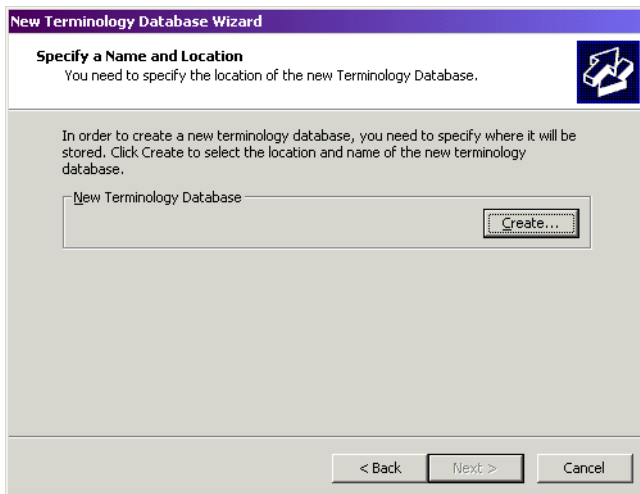 New Terminology Database Wizard
Specify a Name and Location
You need to specify the location of the new Terminology Database.
In order to create a new terminology database, you need to specify where it will be
stored. Click Create to select the location and name of the new terminology
database.
New Terminology Database
Create...
< Back Next > Cancel